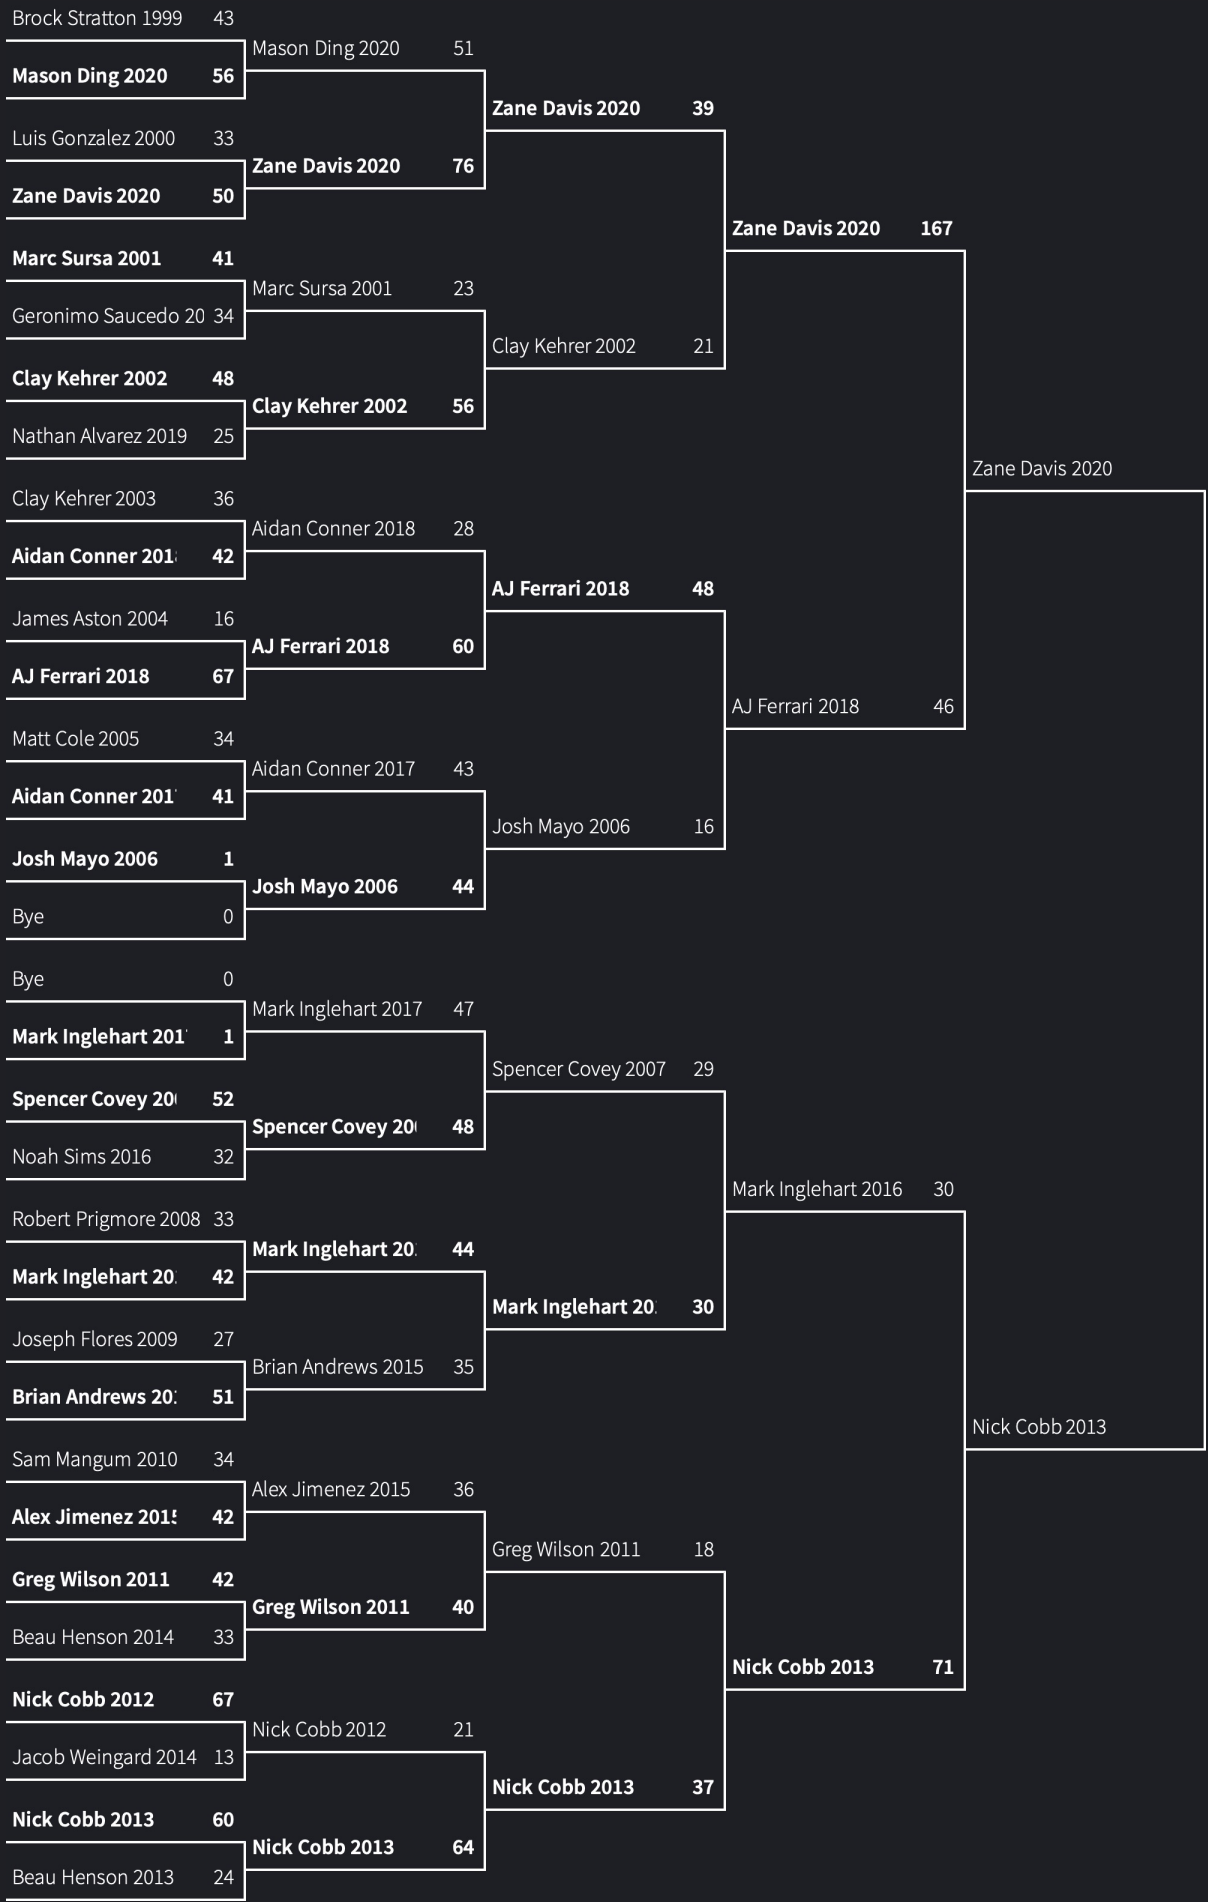 Brock Stratton 1999 43
Mason Ding 2020 56
Luis Gonzalez 2000 33
Zane Davis 2020 50
Marc Sursa 2001 41
Geronimo Saucedo 20 34
Clay Kehrer 2002 48
Nathan Alvarez 2019 25
Clay Kehrer 2003 36
Aidan Conner 201 42
James Aston 2004 16
AJ Ferrari 2018 67
Matt Cole 2005 34
Aidan Conner 201 41
Josh Mayo 2006 1
Bye 0
Bye 0
Mark Inglehart 201 1
Spencer Covey 20 52
Noah Sims 2016 32
Robert Prigmore 2008 33
Mark Inglehart 20 42
Joseph Flores 2009 27
Brian Andrews 20 51
Sam Mangum 2010 34
Alex Jimenez 2015 42
Greg Wilson 2011 42
Beau Henson 2014 33
Nick Cobb 2012 67
Jacob Weingard 2014 13
Nick Cobb 2013 60
Beau Henson 2013 24
Mason Ding 2020 51
Zane Davis 2020 76
Marc Sursa 2001 23
Clay Kehrer 2002 56
Aidan Conner 2018 28
AJ Ferrari 2018 60
Aidan Conner 2017 43
Josh Mayo 2006 44
Mark Inglehart 2017 47
Spencer Covey 20 48
Mark Inglehart 20 44
Brian Andrews 2015 35
Alex Jimenez 2015 36
Greg Wilson 2011 40
Nick Cobb 2012 21
Nick Cobb 2013 64
Zane Davis 2020 39
Clay Kehrer 2002 21
AJ Ferrari 2018 48
Josh Mayo 2006 16
Spencer Covey 2007 29
Mark Inglehart 20 30
Greg Wilson 2011 18
Nick Cobb 2013 37
Zane Davis 2020 167
AJ Ferrari 2018 46
Mark Inglehart 2016 30
Nick Cobb 2013 71
Zane Davis 2020
Nick Cobb 2013